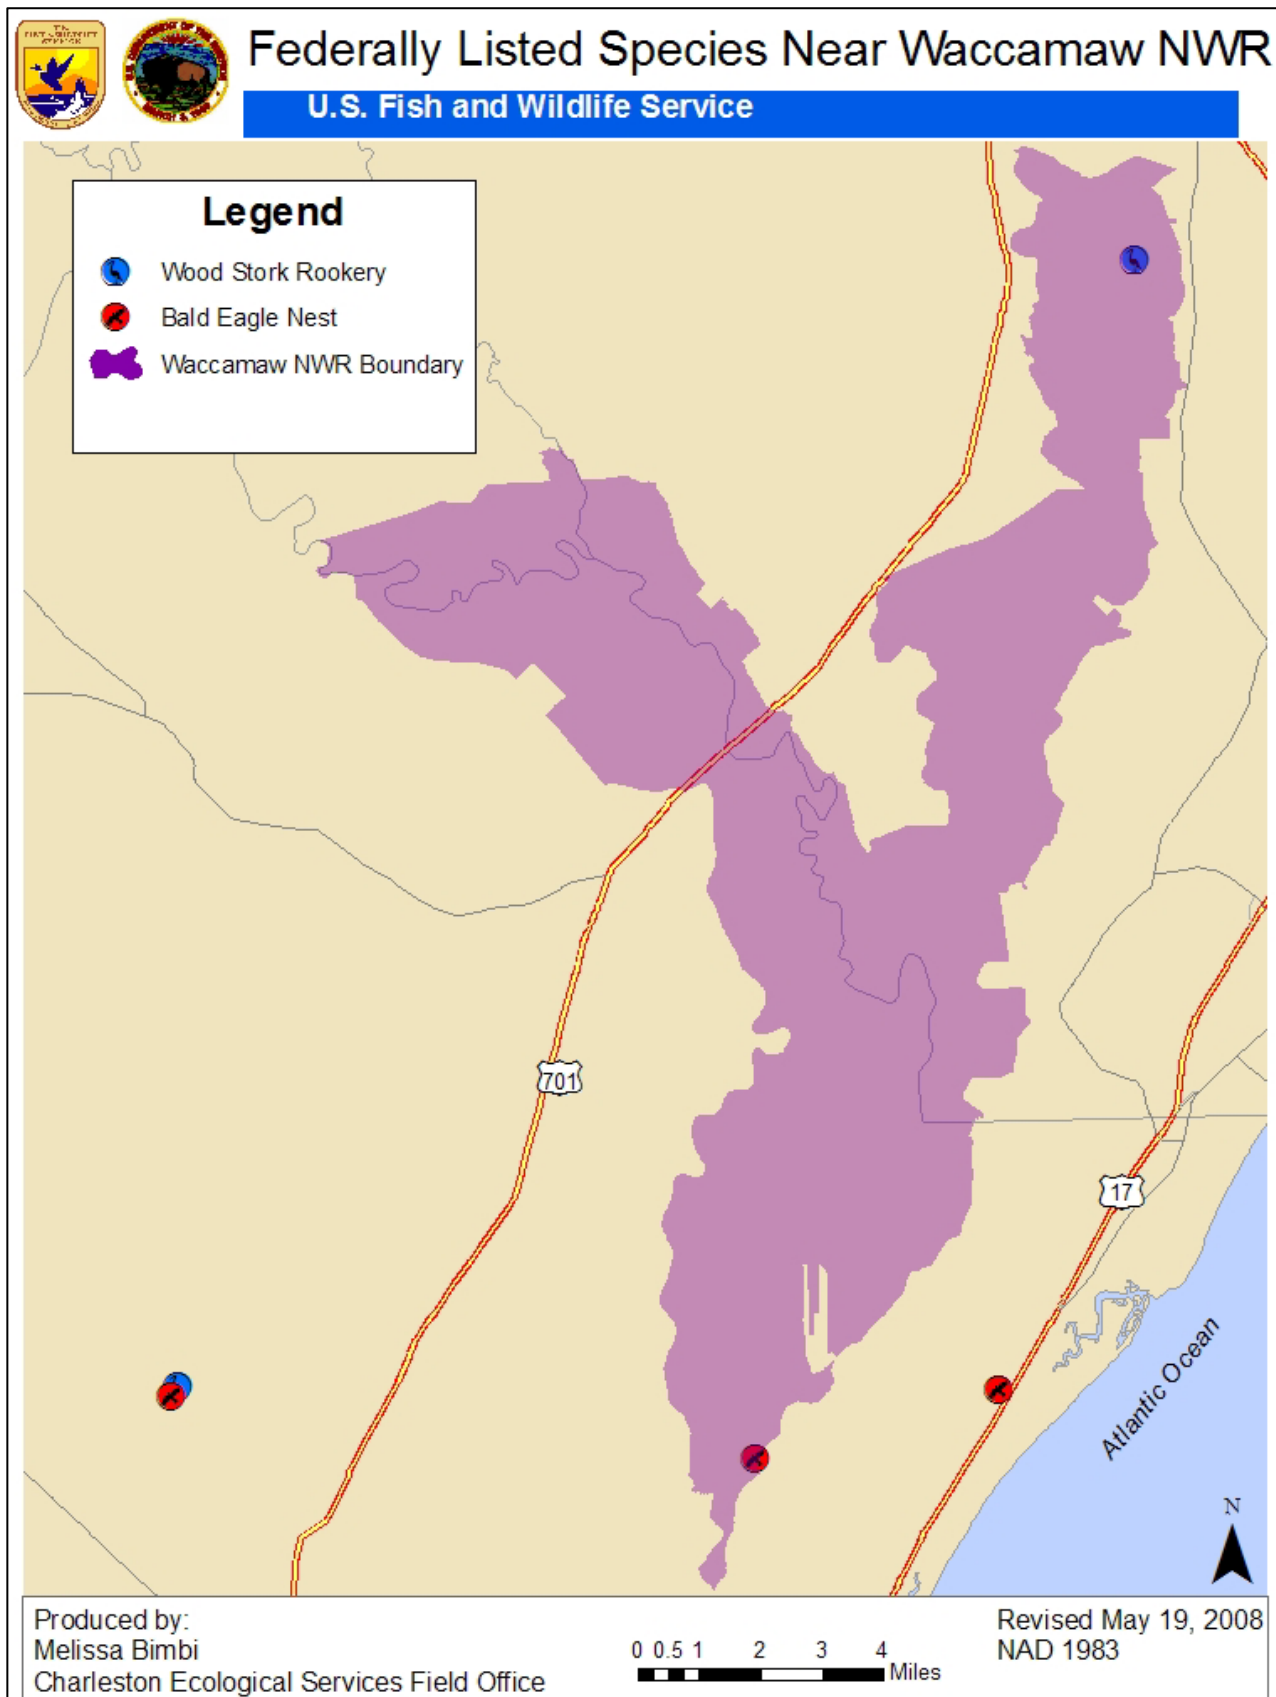 Federally Listed Species Near Waccamaw NWR
U.S. Fish and Wildlife Service
Legend
Wood Stork Rookery
Bald Eagle Nest
Waccamaw NWR Boundary
701
17
Atlantic Ocean
N
Produced by:
Melissa Bimbi
Charleston Ecological Services Field Office
0 0.5 1 2 3 4
Miles
Revised May 19, 2008
NAD 1983